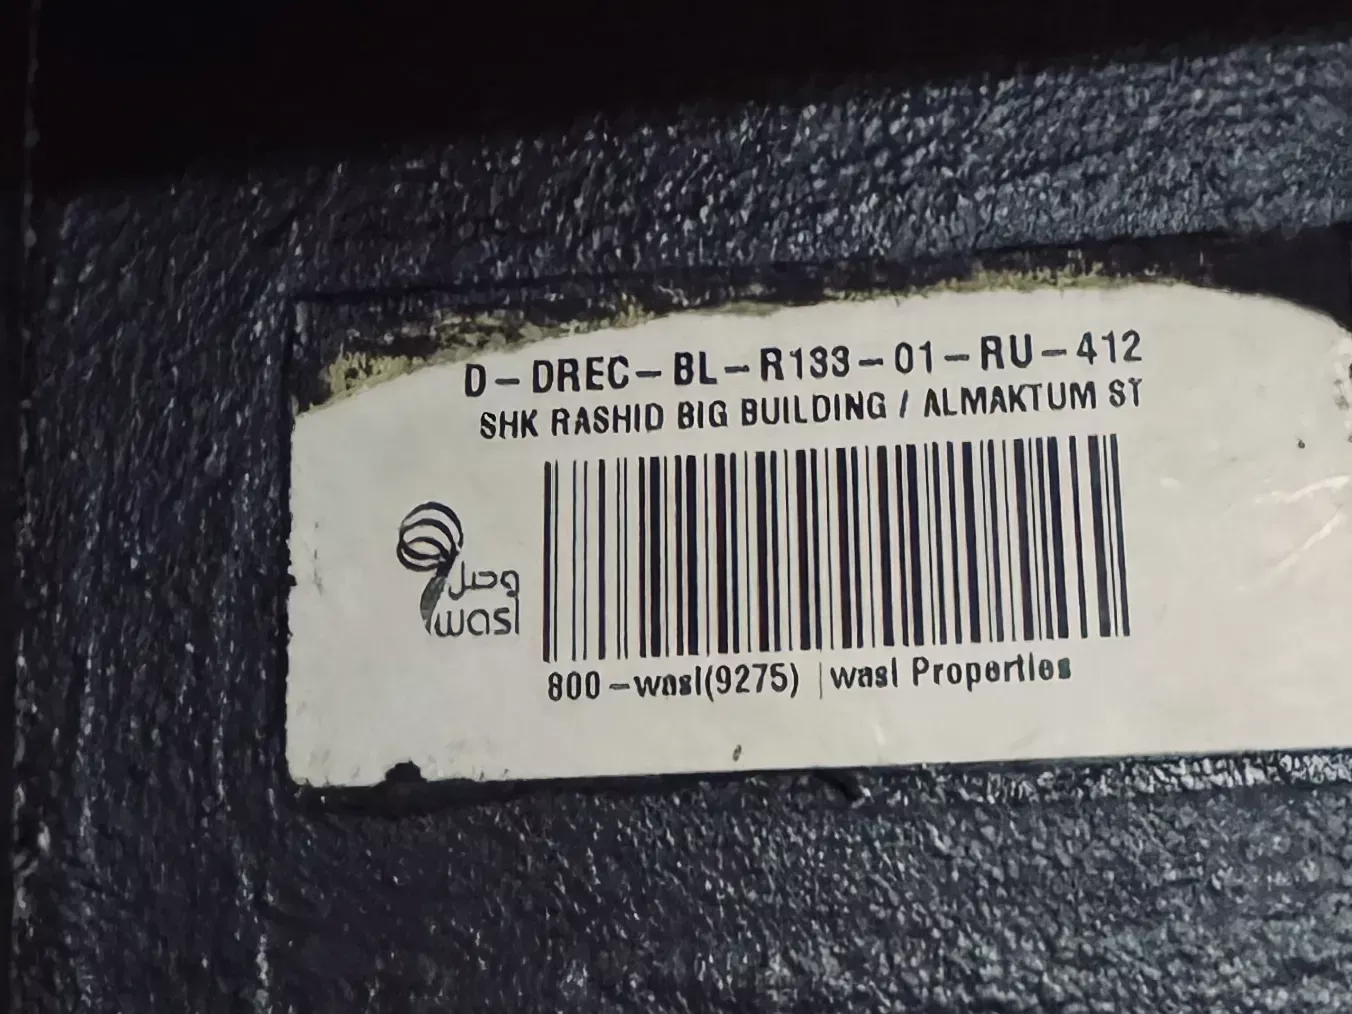 D-DREC-BL-R133-01-RU-412
SHK RASHID BIG BUILDING / ALMAKTUM ST
وصل
wasl
800-wasl(9275) | wasl Properties